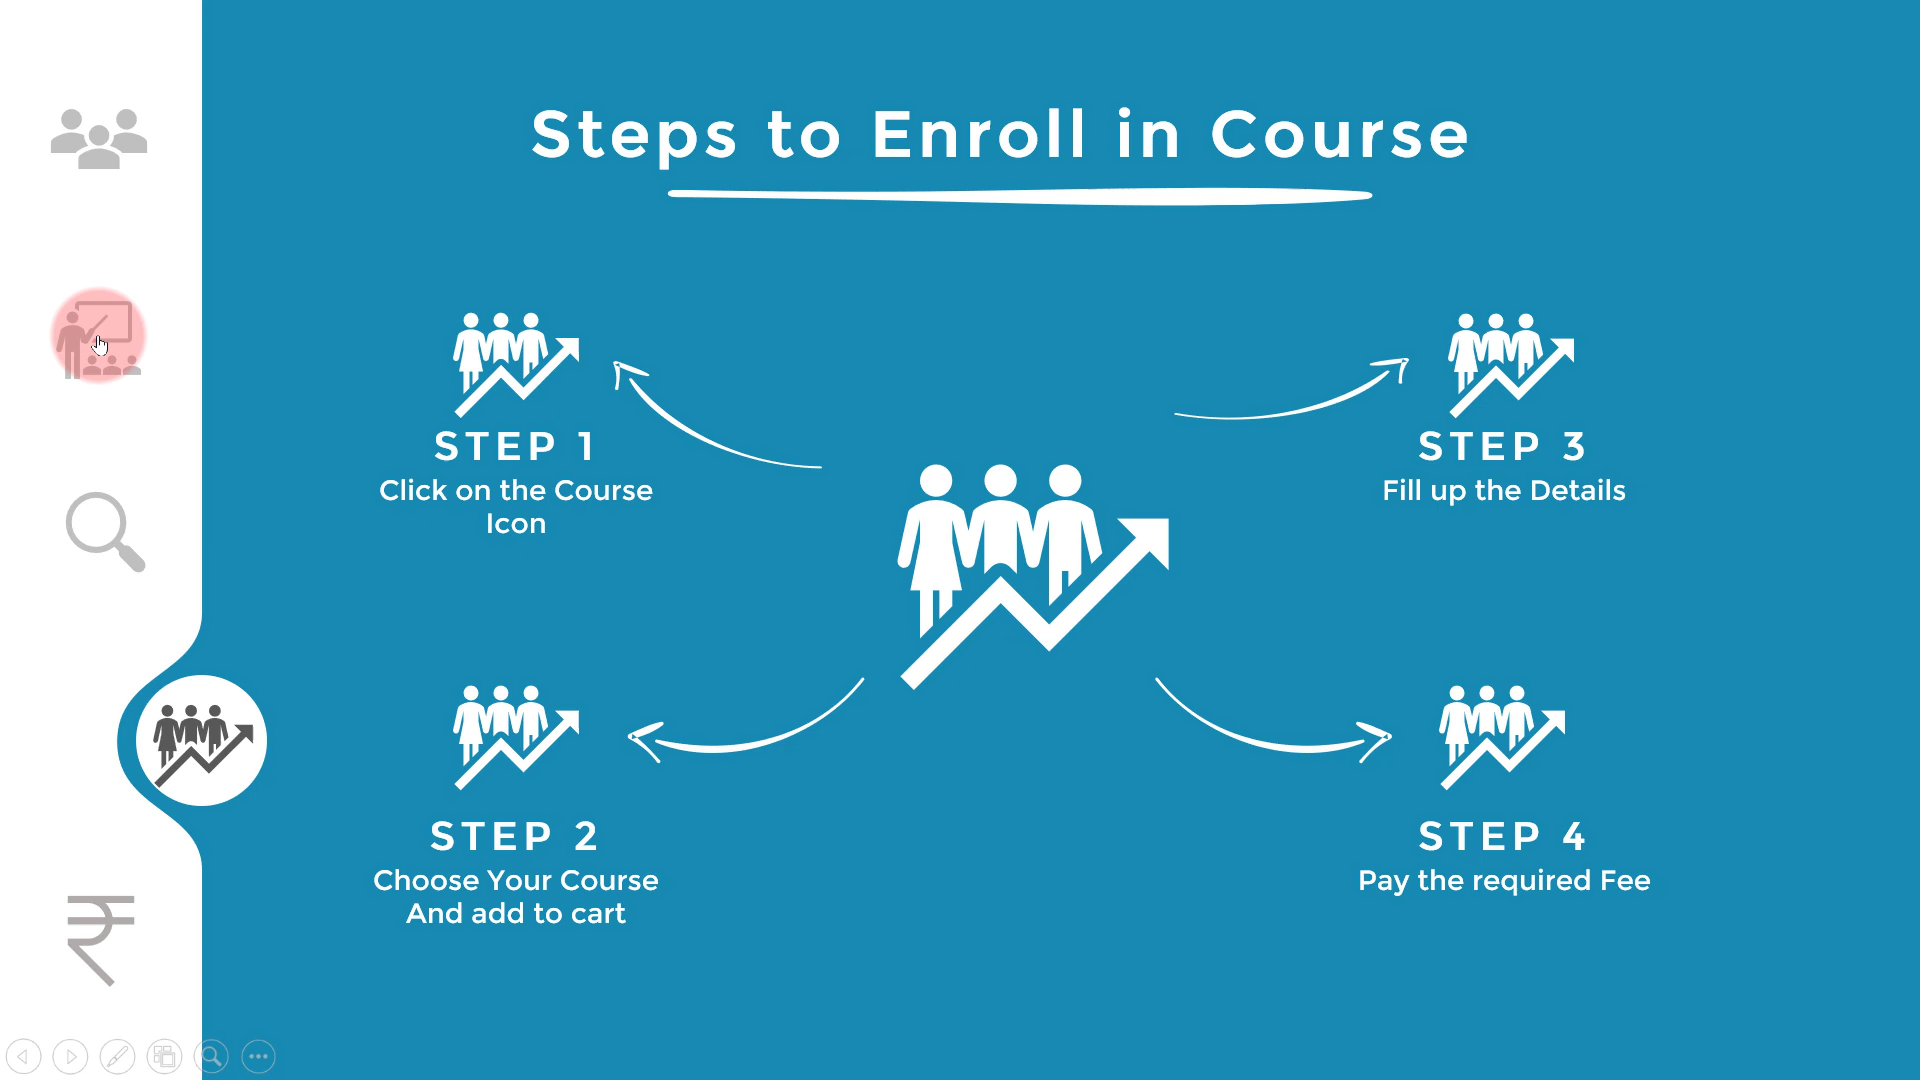 Steps to Enroll in Course
STEP 1
Click on the Course
Icon
STEP 2
Choose Your Course
And add to cart
STEP 3
Fill up the Details
STEP 4
Pay the required Fee